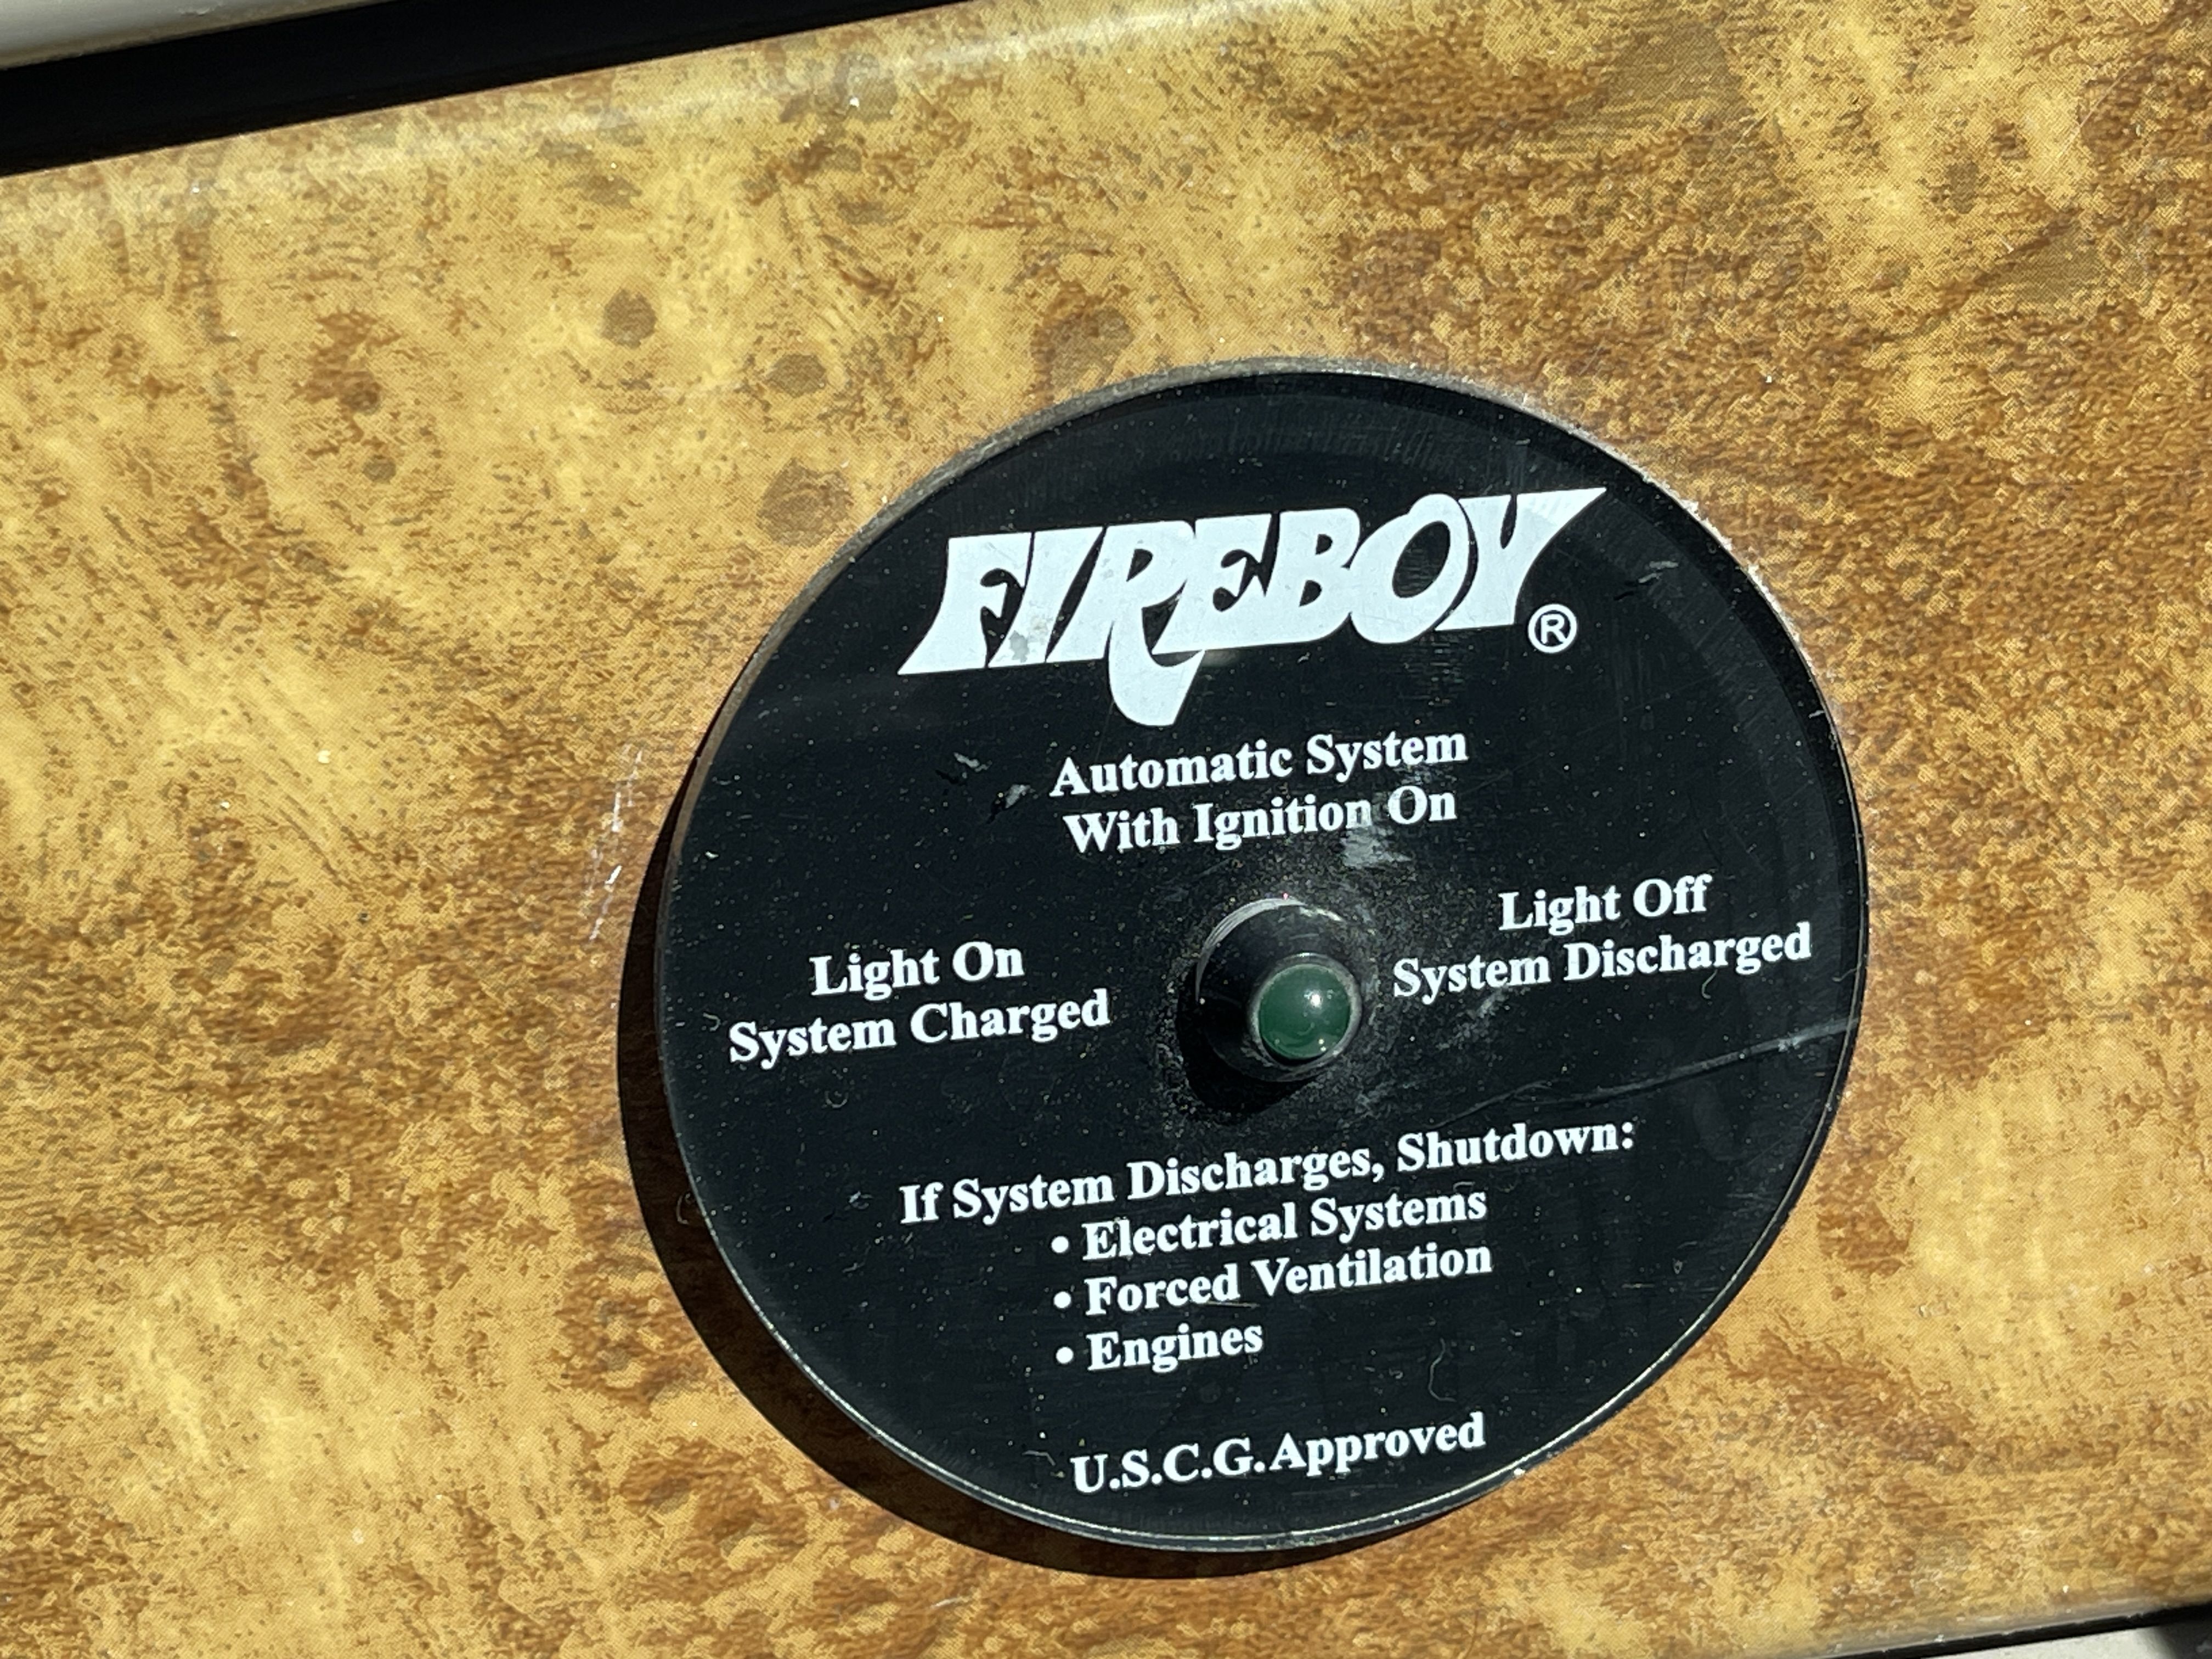 FIREBOY®
Automatic System
With Ignition On
Light On
System Charged
Light Off
System Discharged
If System Discharges, Shutdown:
• Electrical Systems
• Forced Ventilation
• Engines
U.S.C.G. Approved